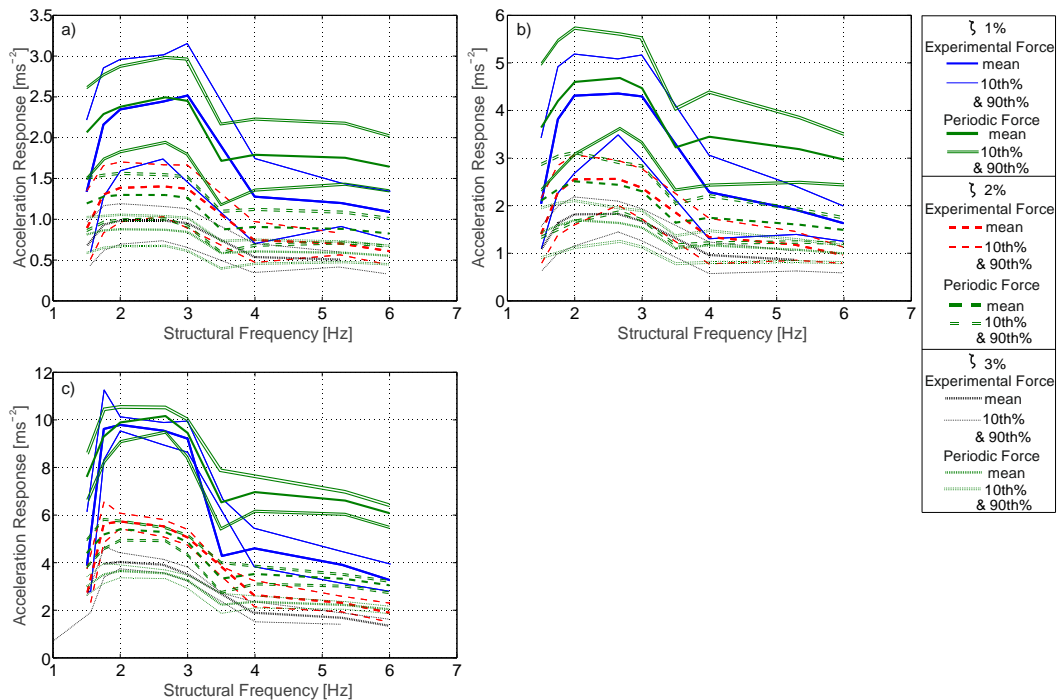 a)
Acceleration Response [ms⁻²]
3.5
3.0
2.5
2.0
1.5
1.0
0.5
0
1 2 3 4 5 6 7
Structural Frequency [Hz]
b)
Acceleration Response [ms⁻²]
6
5
4
3
2
1
0
1 2 3 4 5 6 7
Structural Frequency [Hz]
c)
Acceleration Response [ms⁻²]
12
10
8
6
4
2
0
1 2 3 4 5 6 7
Structural Frequency [Hz]
ζ 1%
Experimental Force
mean
10th%
& 90th%
Periodic Force
mean
10th%
& 90th%
ζ 2%
Experimental Force
mean
10th%
& 90th%
Periodic Force
mean
10th%
& 90th%
ζ 3%
Experimental Force
mean
10th%
& 90th%
Periodic Force
mean
10th%
& 90th%